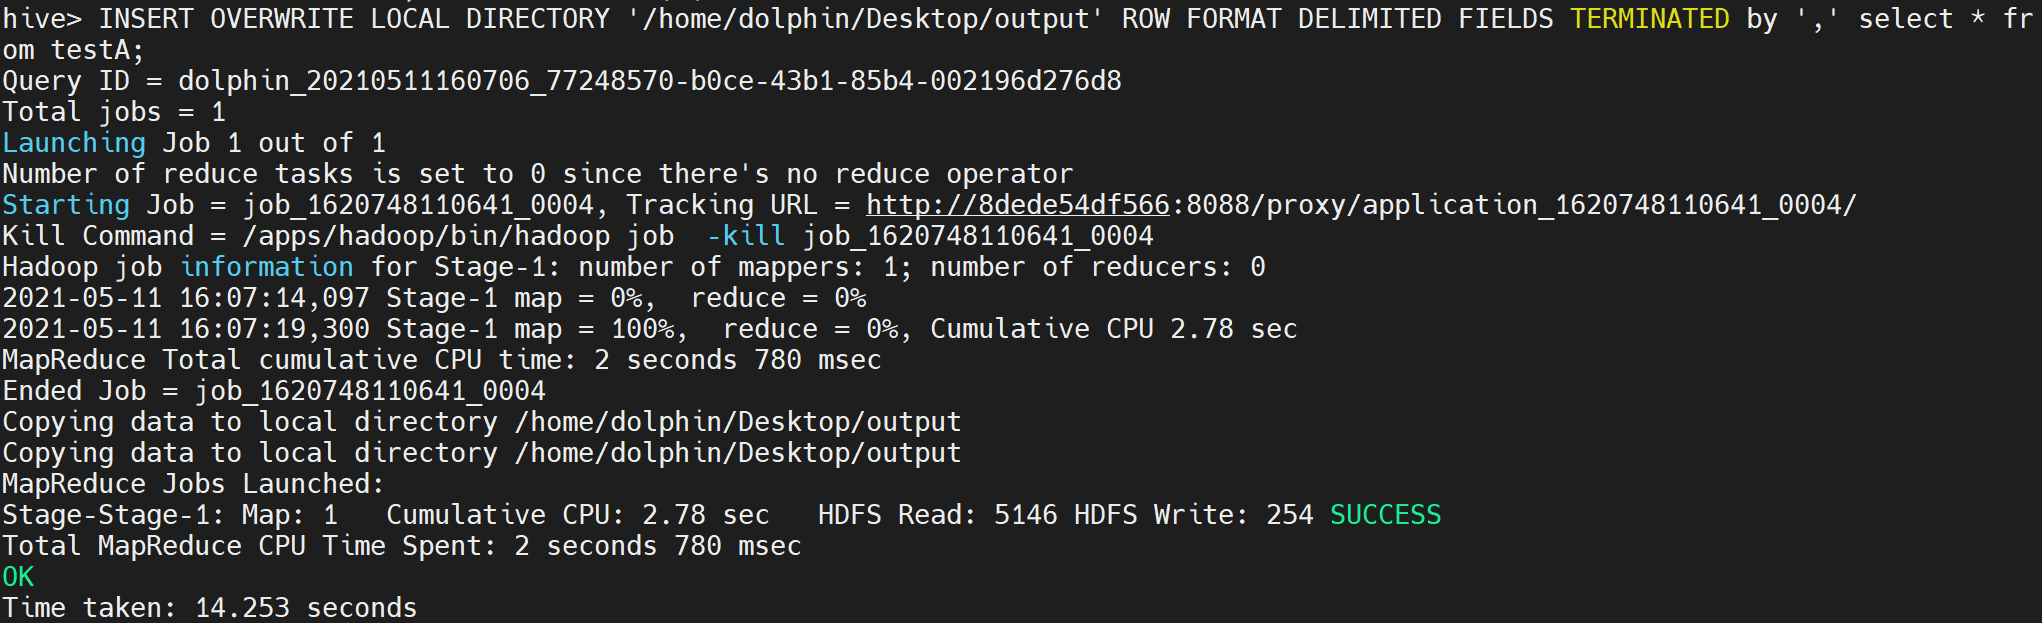 hive> INSERT OVERWRITE LOCAL DIRECTORY '/home/dolphin/Desktop/output' ROW FORMAT DELIMITED FIELDS TERMINATED by ',' select * fr
om testA;
Query ID = dolphin_20210511160706_77248570-b0ce-43b1-85b4-002196d276d8
Total jobs = 1
Launching Job 1 out of 1
Number of reduce tasks is set to 0 since there's no reduce operator
Starting Job = job_1620748110641_0004, Tracking URL = http://8dede54df566:8088/proxy/application_1620748110641_0004/
Kill Command = /apps/hadoop/bin/hadoop job  -kill job_1620748110641_0004
Hadoop job information for Stage-1: number of mappers: 1; number of reducers: 0
2021-05-11 16:07:14,097 Stage-1 map = 0%,  reduce = 0%
2021-05-11 16:07:19,300 Stage-1 map = 100%,  reduce = 0%, Cumulative CPU 2.78 sec
MapReduce Total cumulative CPU time: 2 seconds 780 msec
Ended Job = job_1620748110641_0004
Copying data to local directory /home/dolphin/Desktop/output
Copying data to local directory /home/dolphin/Desktop/output
MapReduce Jobs Launched:
Stage-Stage-1: Map: 1   Cumulative CPU: 2.78 sec   HDFS Read: 5146 HDFS Write: 254 SUCCESS
Total MapReduce CPU Time Spent: 2 seconds 780 msec
OK
Time taken: 14.253 seconds